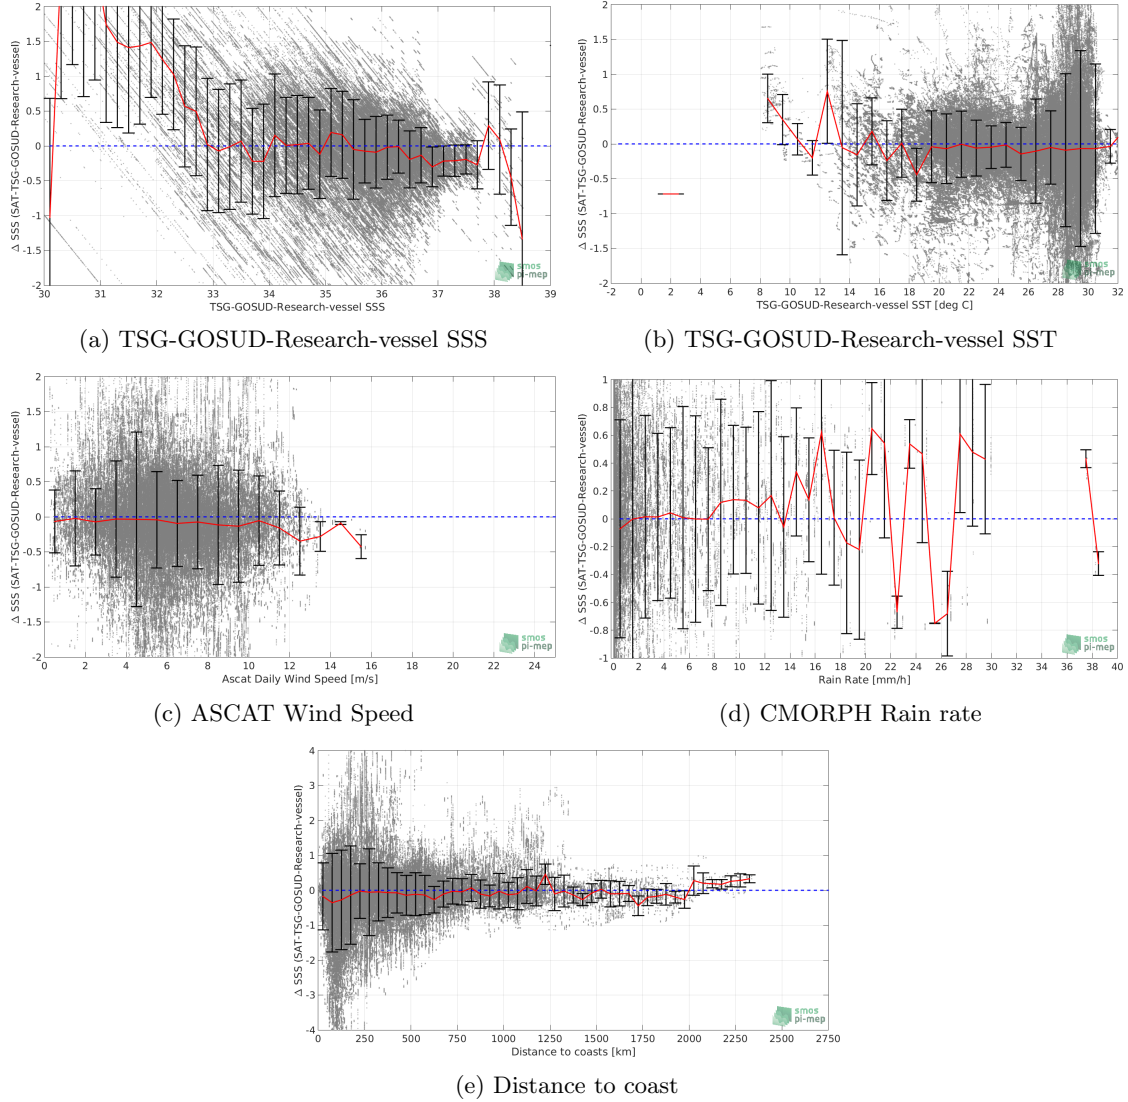 Δ SSS (SAT-TSG-GOSUD-Research-vessel)
2
1.5
1
0.5
0
-0.5
-1
-1.5
-2
30 31 32 33 34 35 36 37 38 39
TSG-GOSUD-Research-vessel SSS
smos
pi-mep
(a) TSG-GOSUD-Research-vessel SSS
Δ SSS (SAT-TSG-GOSUD-Research-vessel)
2
1.5
1
0.5
0
-0.5
-1
-1.5
-2
-2 0 2 4 6 8 10 12 14 16 18 20 22 24 26 28 30 32
TSG-GOSUD-Research-vessel SST [deg C]
smos
pi-mep
(b) TSG-GOSUD-Research-vessel SST
Δ SSS (SAT-TSG-GOSUD-Research-vessel)
2
1.5
1
0.5
0
-0.5
-1
-1.5
-2
0 2 4 6 8 10 12 14 16 18 20 22 24
Ascat Daily Wind Speed [m/s]
smos
pi-mep
(c) ASCAT Wind Speed
Δ SSS (SAT-TSG-GOSUD-Research-vessel)
1
0.8
0.6
0.4
0.2
0
-0.2
-0.4
-0.6
-0.8
-1
0 2 4 6 8 10 12 14 16 18 20 22 24 26 28 30 32 34 36 38 40
Rain Rate [mm/h]
smos
pi-mep
(d) CMORPH Rain rate
Δ SSS (SAT-TSG-GOSUD-Research-vessel)
4
3
2
1
0
-1
-2
-3
-4
0 250 500 750 1000 1250 1500 1750 2000 2250 2500 2750
Distance to coasts [km]
smos
pi-mep
(e) Distance to coast